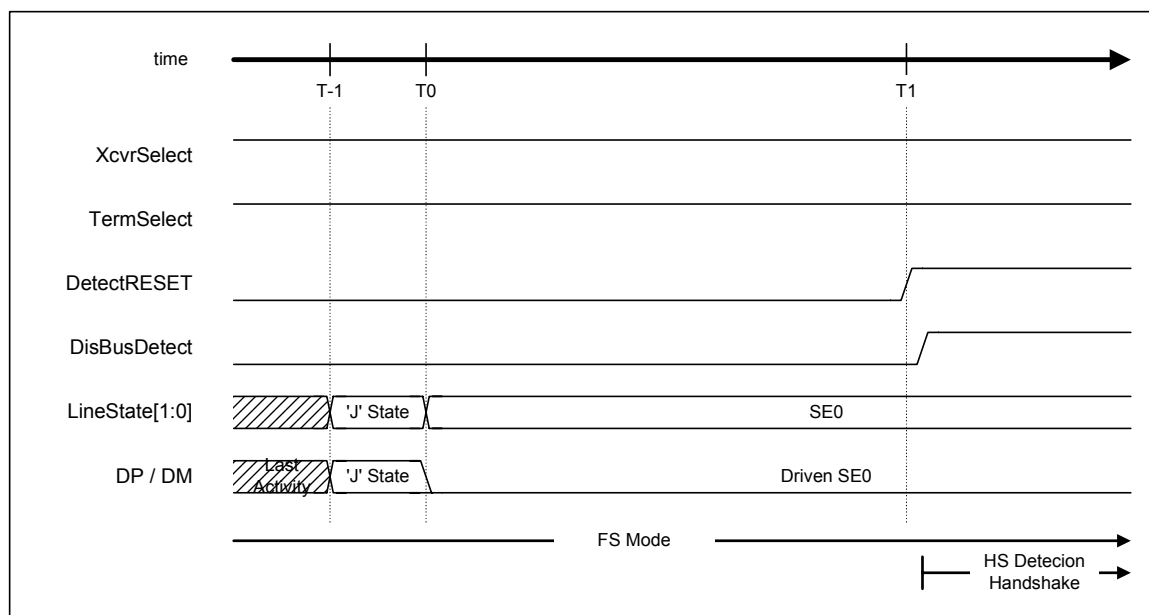 time
T-1 T0 T1
XcvrSelect
TermSelect
DetectRESET
DisBusDetect
LineState[1:0] 'J' State SE0
DP / DM Last Activity 'J' State Driven SE0
FS Mode
HS Detecion
Handshake